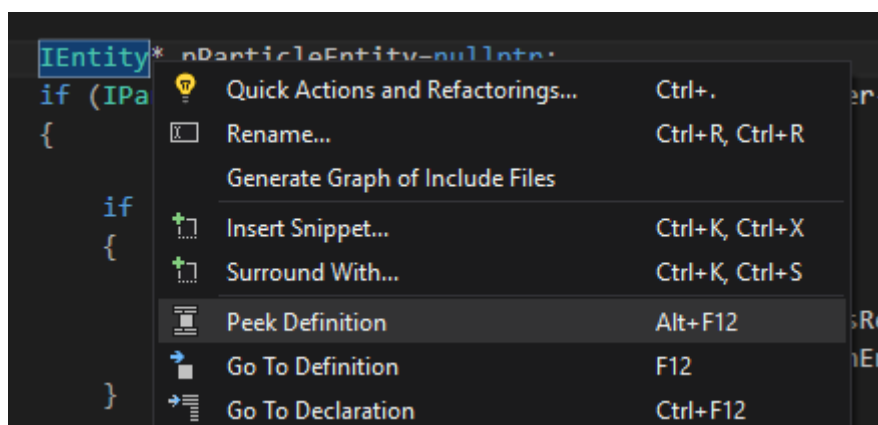 IEntity* pParticleEntity=nullptr;
if (IPa
{
if
{
}
Quick Actions and Refactorings... Ctrl+.
Rename... Ctrl+R, Ctrl+R
Generate Graph of Include Files
Insert Snippet... Ctrl+K, Ctrl+X
Surround With... Ctrl+K, Ctrl+S
Peek Definition Alt+F12
Go To Definition F12
Go To Declaration Ctrl+F12